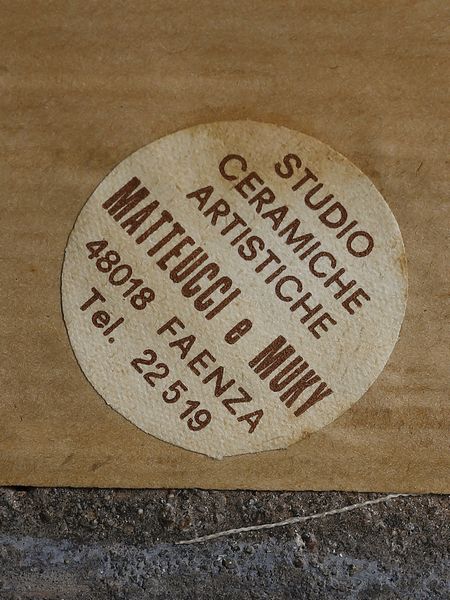 STUDIO
CERAMICHE
ARTISTICHE
MATTEUCCI e MUKY
48018 FAENZA
Tel. 22519